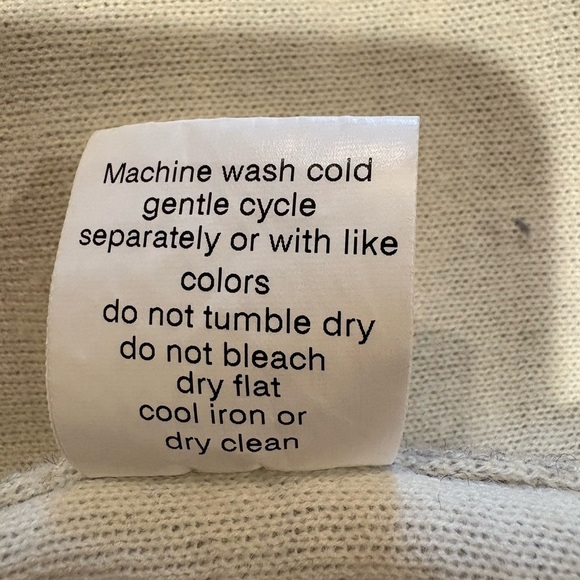 Machine wash cold
gentle cycle
separately or with like
colors
do not tumble dry
do not bleach
dry flat
cool iron or
dry clean